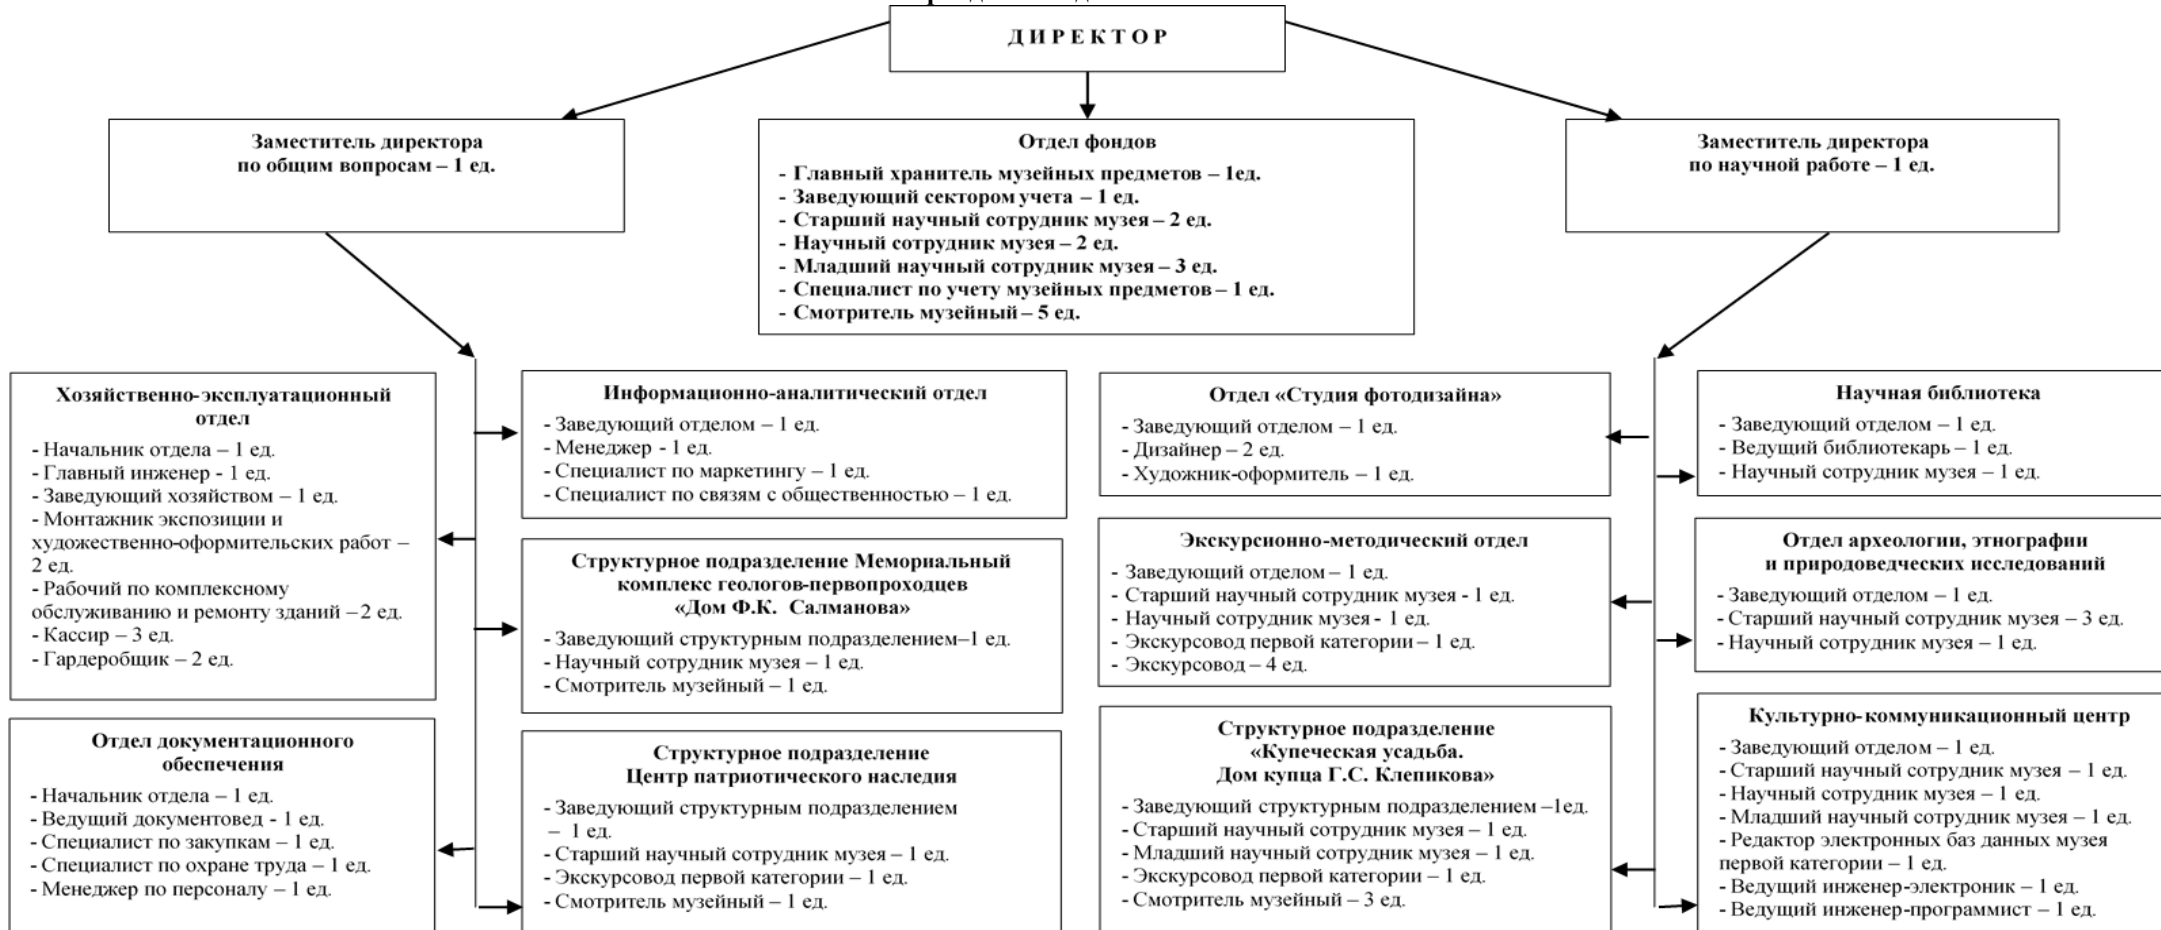 Д И Р Е К Т О Р
Заместитель директора
по общим вопросам – 1 ед.
Отдел фондов
- Главный хранитель музейных предметов – 1ед.
- Заведующий сектором учета – 1 ед.
- Старший научный сотрудник музея – 2 ед.
- Научный сотрудник музея – 2 ед.
- Младший научный сотрудник музея – 3 ед.
- Специалист по учету музейных предметов – 1 ед.
- Смотритель музейный – 5 ед.
Заместитель директора
по научной работе – 1 ед.
Хозяйственно-эксплуатационный
отдел
- Начальник отдела – 1 ед.
- Главный инженер - 1 ед.
- Заведующий хозяйством – 1 ед.
- Монтажник экспозиции и
художественно-оформительских работ –
2 ед.
- Рабочий по комплексному
обслуживанию и ремонту зданий – 2 ед.
- Кассир – 3 ед.
- Гардеробщик – 2 ед.
Отдел документационного
обеспечения
- Начальник отдела – 1 ед.
- Ведущий документовед - 1 ед.
- Специалист по закупкам – 1 ед.
- Специалист по охране труда – 1 ед.
- Менеджер по персоналу – 1 ед.
Информационно-аналитический отдел
- Заведующий отделом – 1 ед.
- Менеджер - 1 ед.
- Специалист по маркетингу – 1 ед.
- Специалист по связям с общественностью – 1 ед.
Структурное подразделение Мемориальный
комплекс геологов-первопроходцев
«Дом Ф.К. Салманова»
- Заведующий структурным подразделением–1 ед.
- Научный сотрудник музея – 1 ед.
- Смотритель музейный – 1 ед.
Структурное подразделение
Центр патриотического наследия
- Заведующий структурным подразделением
– 1 ед.
- Старший научный сотрудник музея – 1 ед.
- Экскурсовод первой категории – 1 ед.
- Смотритель музейный – 1 ед.
Отдел «Студия фотодизайна»
- Заведующий отделом – 1 ед.
- Дизайнер – 2 ед.
- Художник-оформитель – 1 ед.
Экскурсионно-методический отдел
- Заведующий отделом – 1 ед.
- Старший научный сотрудник музея - 1 ед.
- Научный сотрудник музея - 1 ед.
- Экскурсовод первой категории – 1 ед.
- Экскурсовод – 4 ед.
Структурное подразделение
«Купеческая усадьба.
Дом купца Г.С. Клепикова»
- Заведующий структурным подразделением –1ед.
- Старший научный сотрудник музея – 1 ед.
- Младший научный сотрудник музея – 1 ед.
- Экскурсовод первой категории – 1 ед.
- Смотритель музейный – 3 ед.
Научная библиотека
- Заведующий отделом – 1 ед.
- Ведущий библиотекарь – 1 ед.
- Научный сотрудник музея – 1 ед.
Отдел археологии, этнографии
и природоведческих исследований
- Заведующий отделом – 1 ед.
- Старший научный сотрудник музея – 3 ед.
- Научный сотрудник музея – 1 ед.
Культурно-коммуникационный центр
- Заведующий отделом – 1 ед.
- Старший научный сотрудник музея – 1 ед.
- Научный сотрудник музея – 1 ед.
- Младший научный сотрудник музея – 1 ед.
- Редактор электронных баз данных музея
первой категории – 1 ед.
- Ведущий инженер-электроник – 1 ед.
- Ведущий инженер-программист – 1 ед.